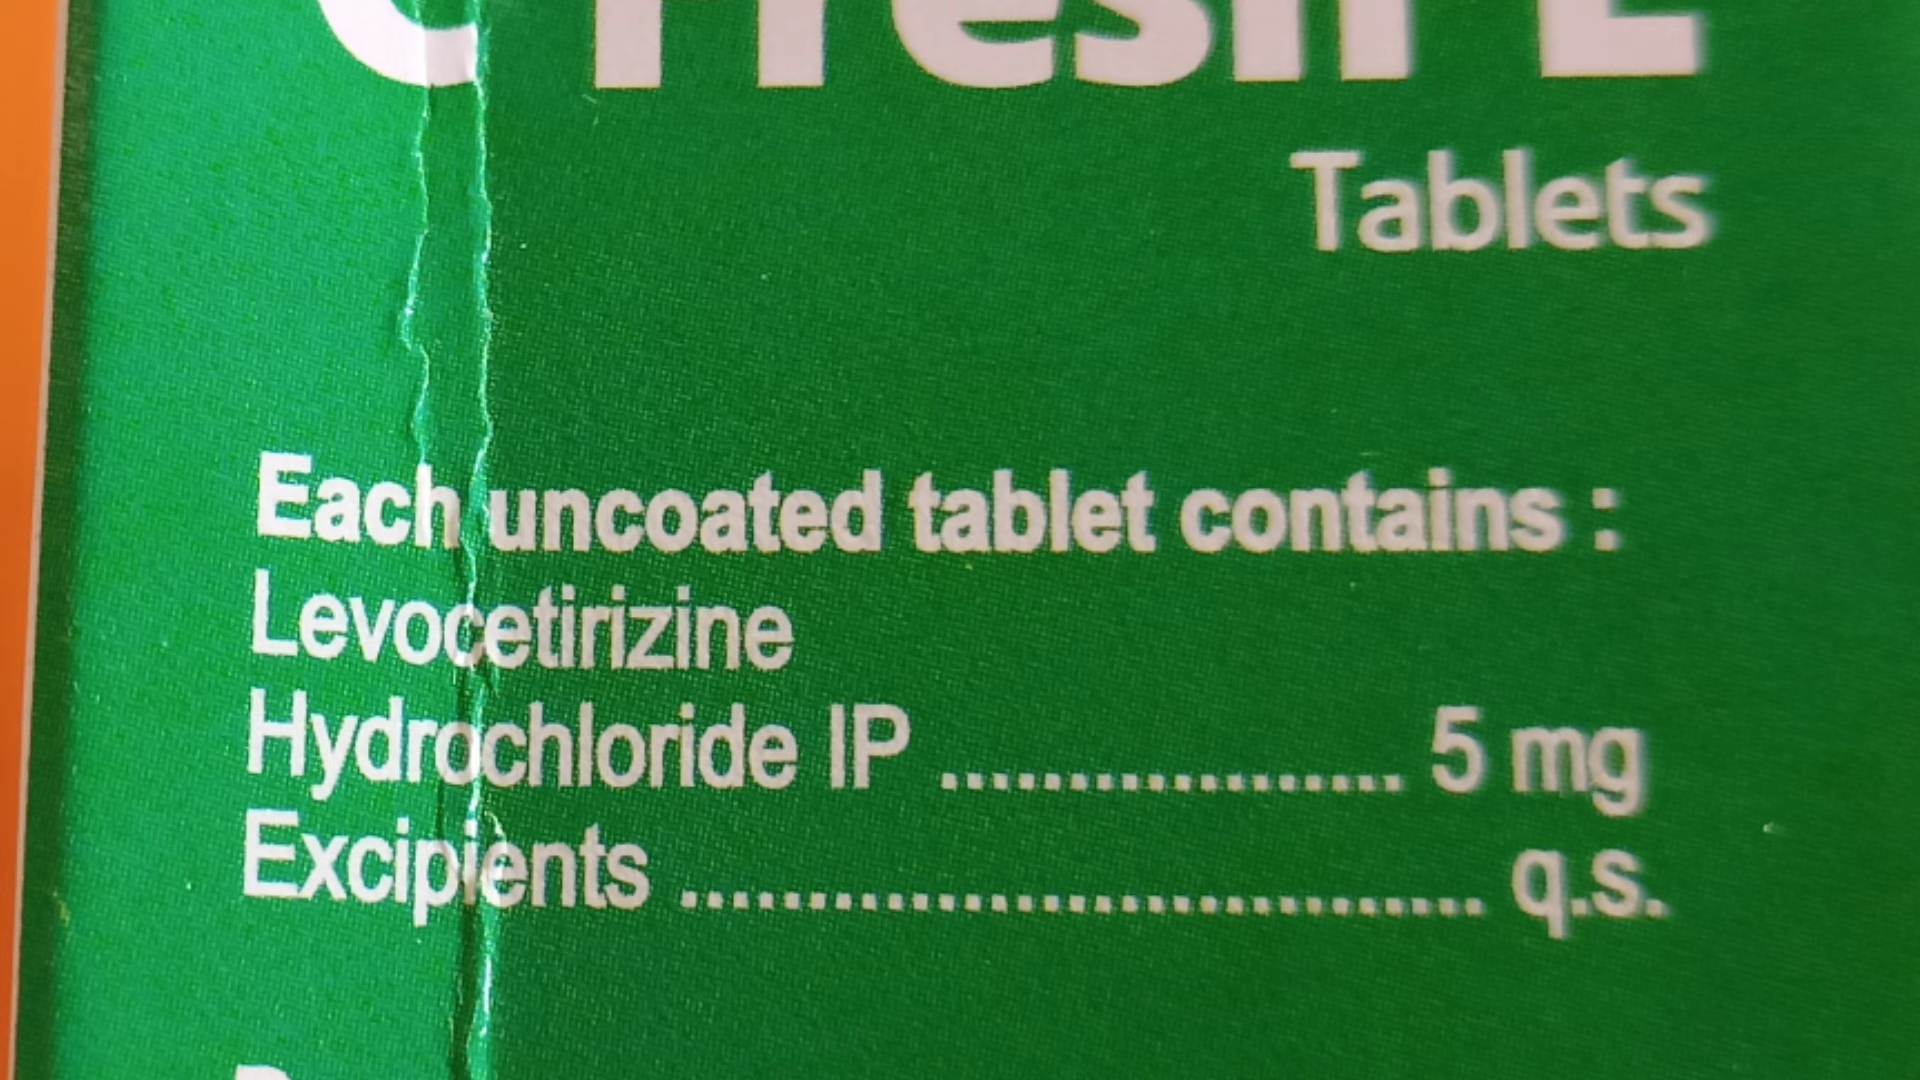 Tablets
Each uncoated tablet contains :
Levocetirizine
Hydrochloride IP .................. 5 mg
Excipients ............................... q.s.